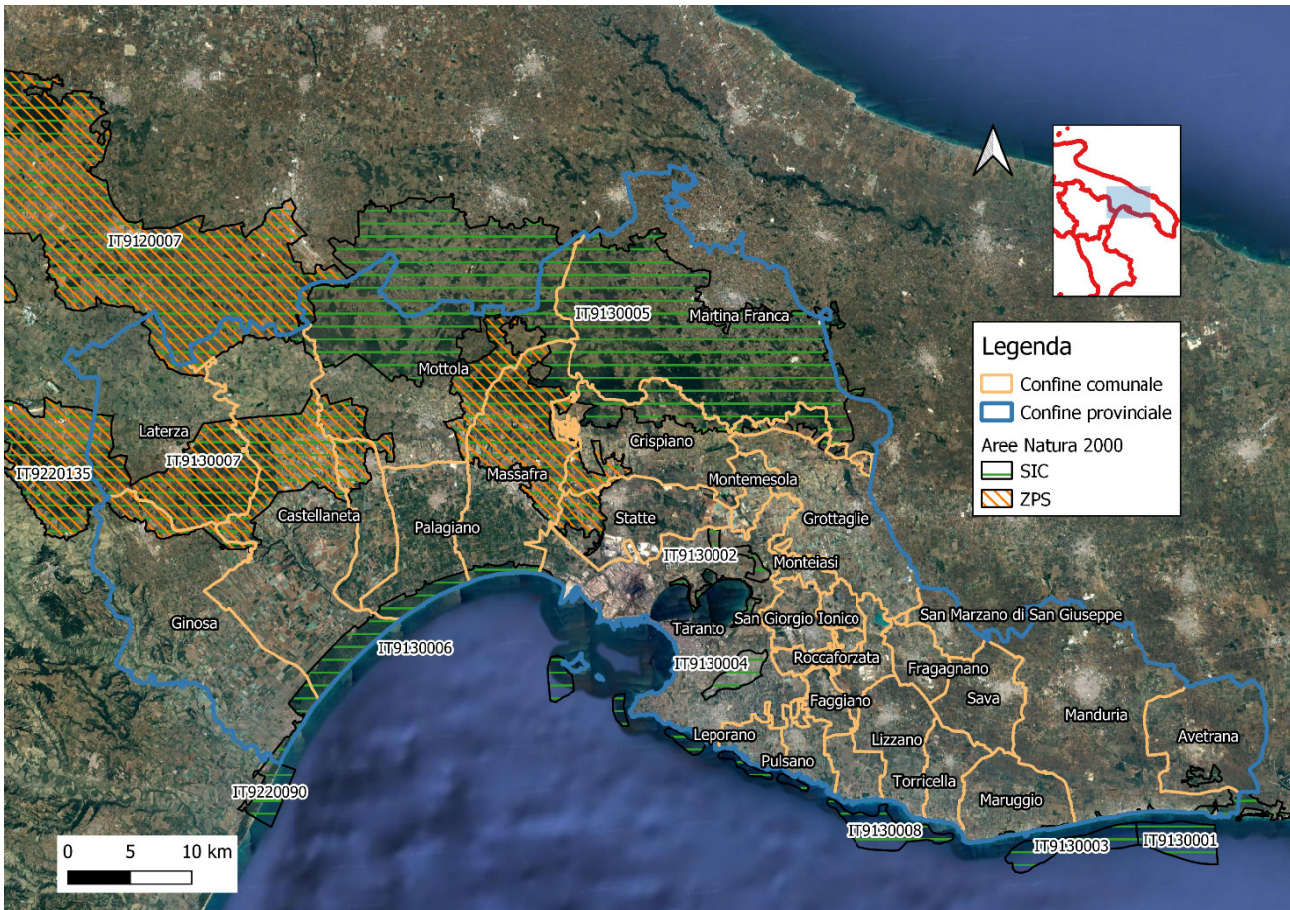 IT9120007
IT9130005
Martina Franca
Mottola
Laterza
IT9130007
IT9220135
Crispiano
Massafra
Montemesola
Castellaneta
Palagiano
Statte
Grottaglie
IT9130002
Monteiasi
Ginosa
Taranto
San Giorgio Ionico
San Marzano di San Giuseppe
IT9130006
IT9130004
Roccaforzata
Fragagnano
Faggiano
Sava
Manduria
Avetrana
Leporano
Pulsano
Lizzano
Torricella
Maruggio
IT9220090
IT9130008
IT9130003
IT9130001
Legenda
Confine comunale
Confine provinciale
Aree Natura 2000
SIC
ZPS
0 5 10 km